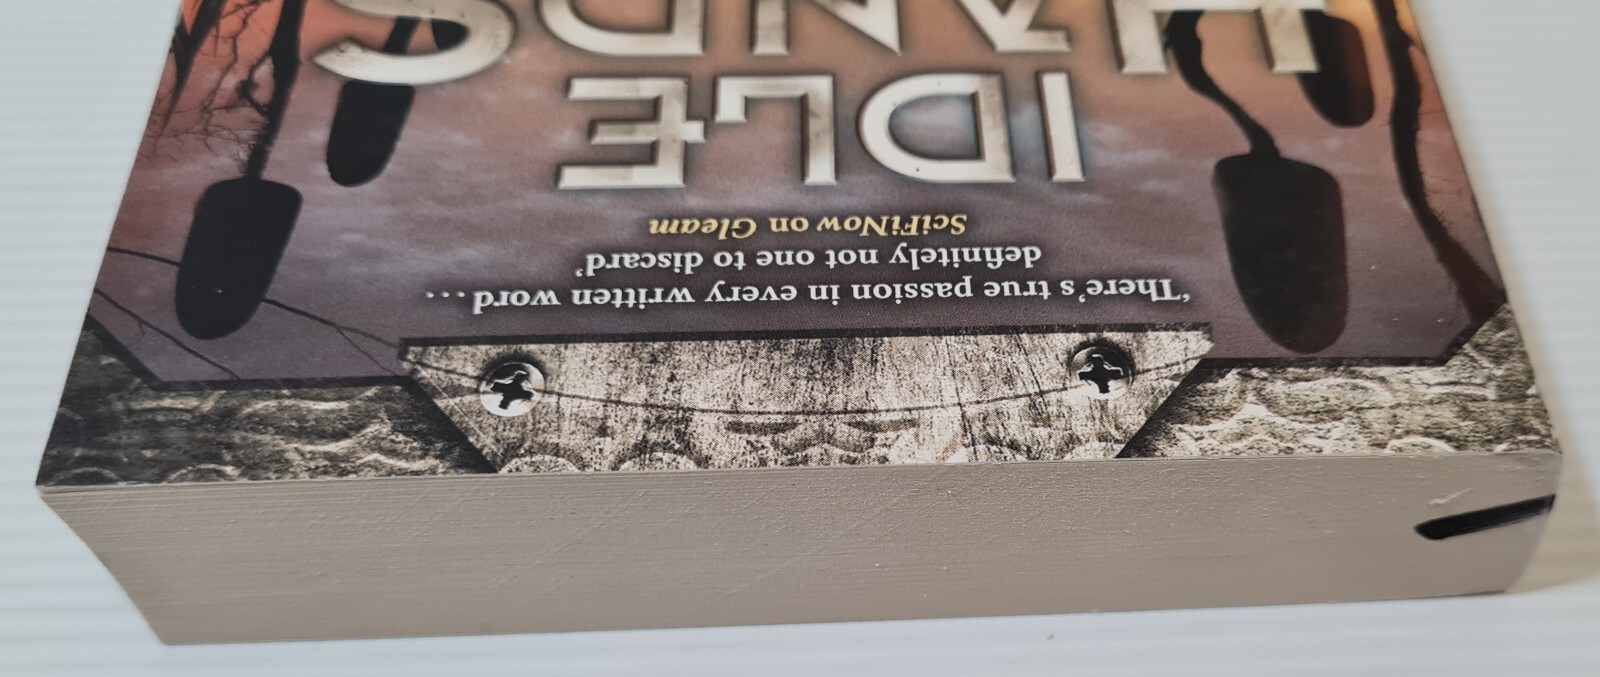 ‘There’s true passion in every written word ...
definitely not one to discard’
SciFiNow on Gleam
IDLE
HANDS